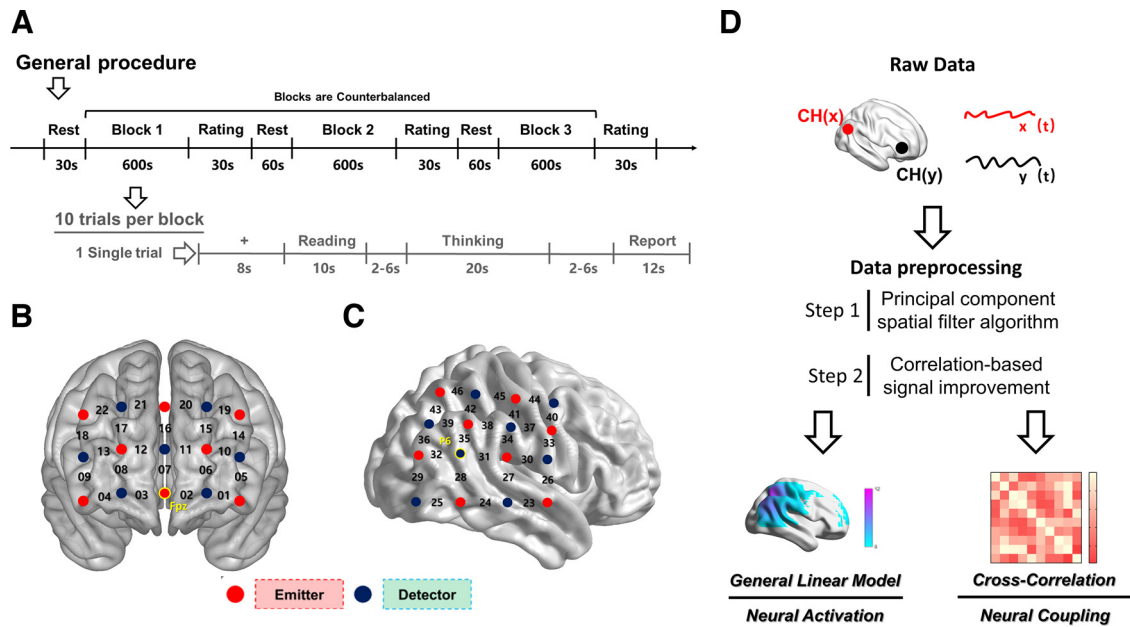 A
General procedure
Blocks are Counterbalanced
Rest Block 1 Rating Rest Block 2 Rating Rest Block 3 Rating
30s 600s 30s 60s 600s 30s 60s 600s 30s
10 trials per block
1 Single trial
+ Reading Thinking Report
8s 10s 2-6s 20s 2-6s 12s
B
22 21 20 19
18 17 16 15 14
13 12 11 10
09 08 07 06 05
04 03 02 01
Fpz
C
46 45 44
43 42 41 40
39 38 37
36 35 34 33
P6
32 31 30
29 28 27 26
25 24 23
Emitter Detector
D
Raw Data
CH(x)
x (t)
CH(y)
y (t)
Data preprocessing
Step 1
Principal component
spatial filter algorithm
Step 2
Correlation-based
signal improvement
General Linear Model
Neural Activation
Cross-Correlation
Neural Coupling